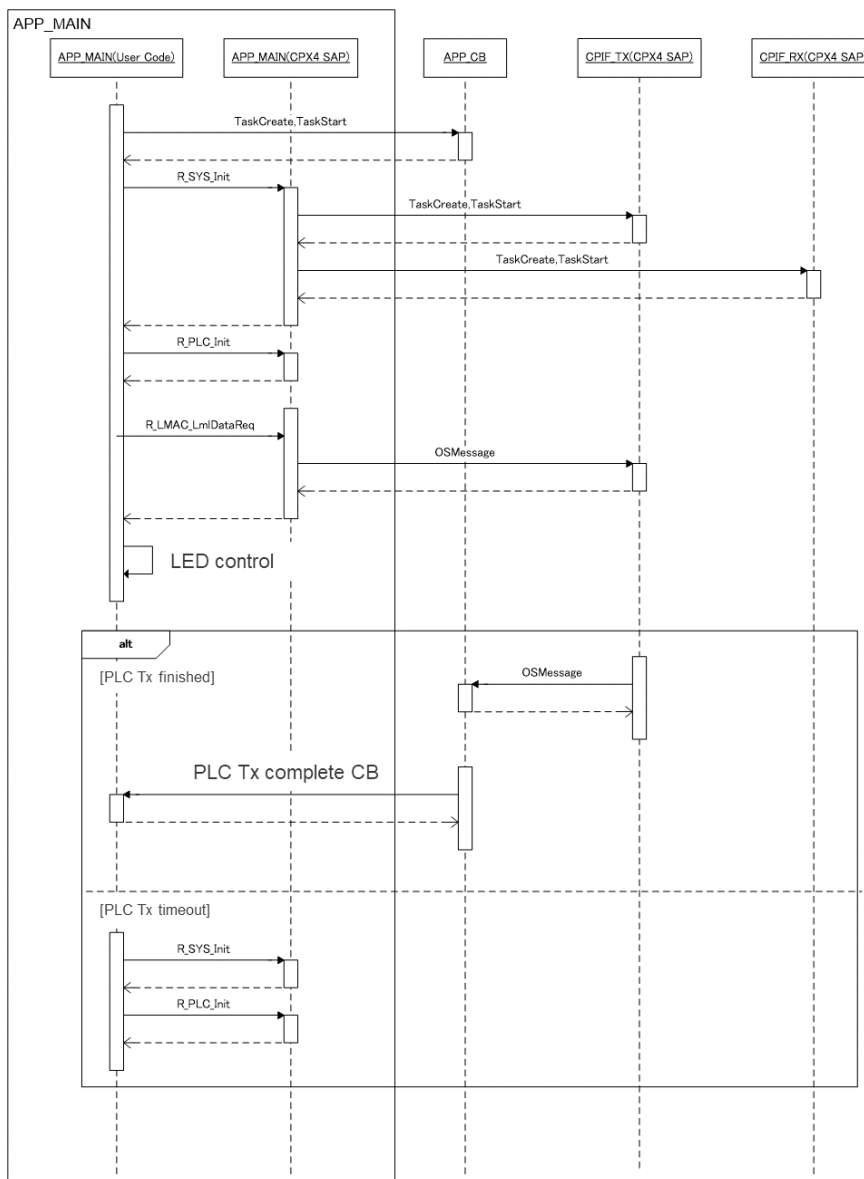 APP_MAIN
APP_MAIN(User Code)
APP_MAIN(CPX4 SAP)
APP_CB
CPIF_TX(CPX4 SAP)
CPIF_RX(CPX4 SAP)
TaskCreate,TaskStart
R_SYS_Init
TaskCreate,TaskStart
TaskCreate,TaskStart
R_PLC_Init
R_LMAC_LmlDataReq
OSMessage
LED control
alt
[PLC Tx finished]
OSMessage
PLC Tx complete CB
[PLC Tx timeout]
R_SYS_Init
R_PLC_Init